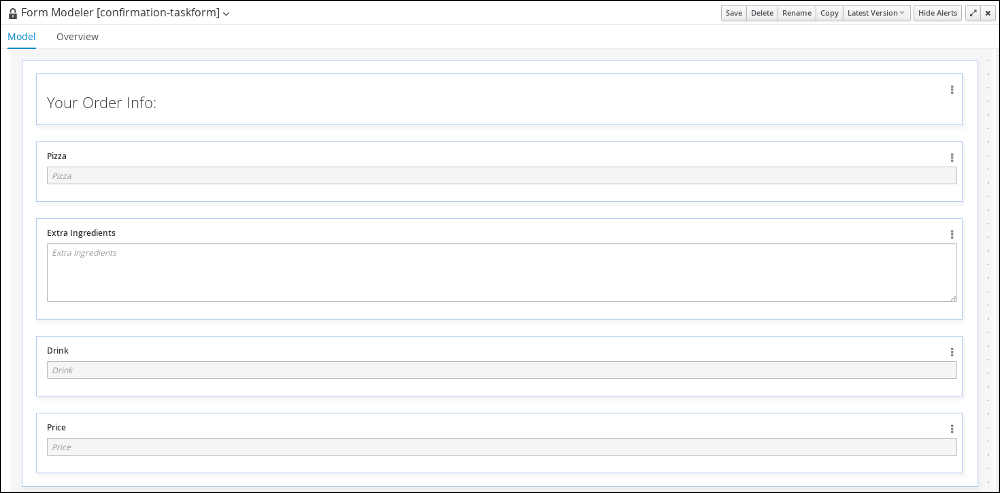 Form Modeler [confirmation-taskform]
Save Delete Rename Copy Latest Version Hide Alerts
Model Overview
Your Order Info:
Pizza
Pizza
Extra Ingredients
Extra Ingredients
Drink
Drink
Price
Price